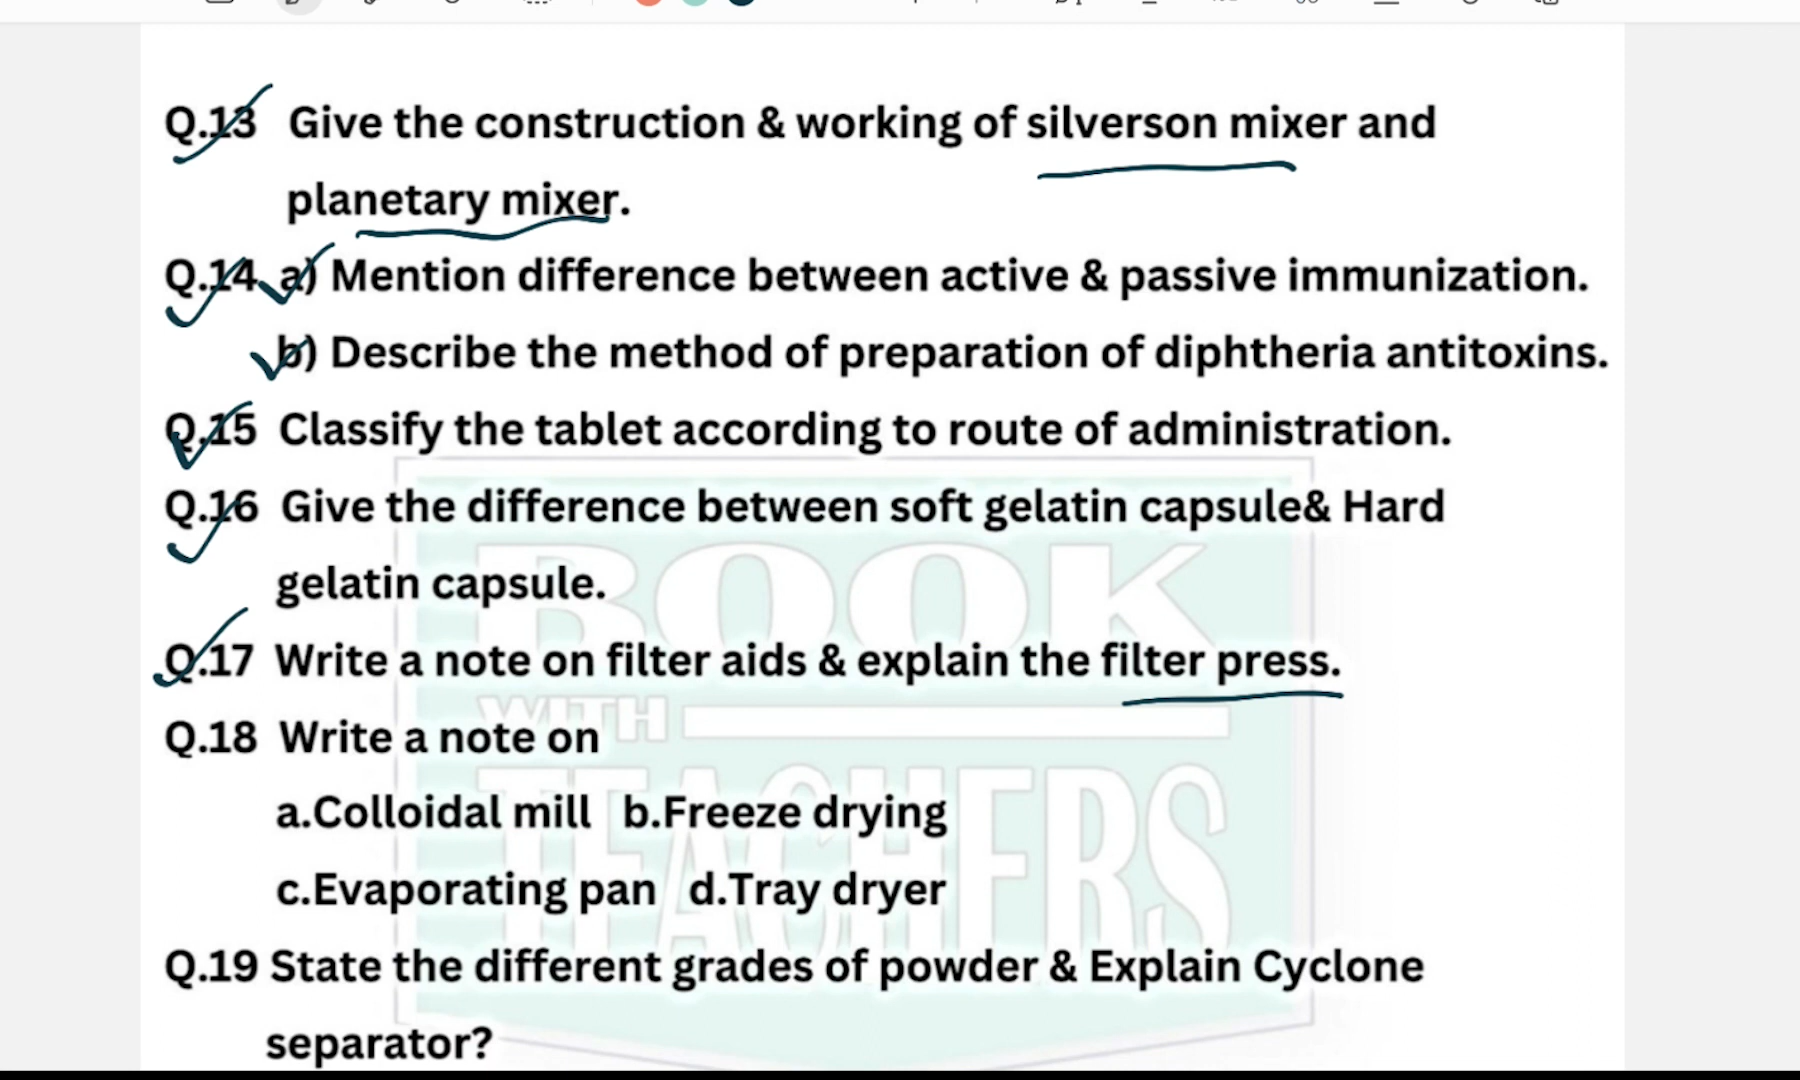 Q.13 Give the construction & working of silverson mixer and
planetary mixer.
Q.14 a) Mention difference between active & passive immunization.
b) Describe the method of preparation of diphtheria antitoxins.
Q.15 Classify the tablet according to route of administration.
Q.16 Give the difference between soft gelatin capsule& Hard
gelatin capsule.
Q.17 Write a note on filter aids & explain the filter press.
Q.18 Write a note on
a.Colloidal mill b.Freeze drying
c.Evaporating pan d.Tray dryer
Q.19 State the different grades of powder & Explain Cyclone
separator?
BOOK
WITH
TEACHERS